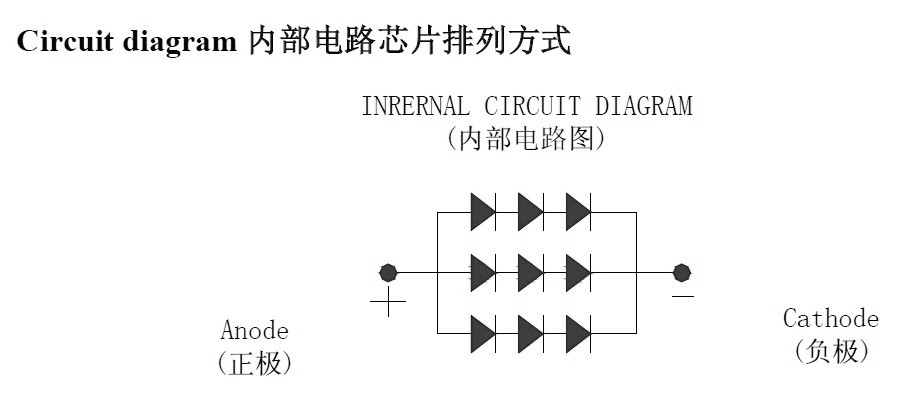 Circuit diagram 内部电路芯片排列方式
INRERNAL CIRCUIT DIAGRAM
(内部电路图)
+
−
Anode
(正极)
Cathode
(负极)